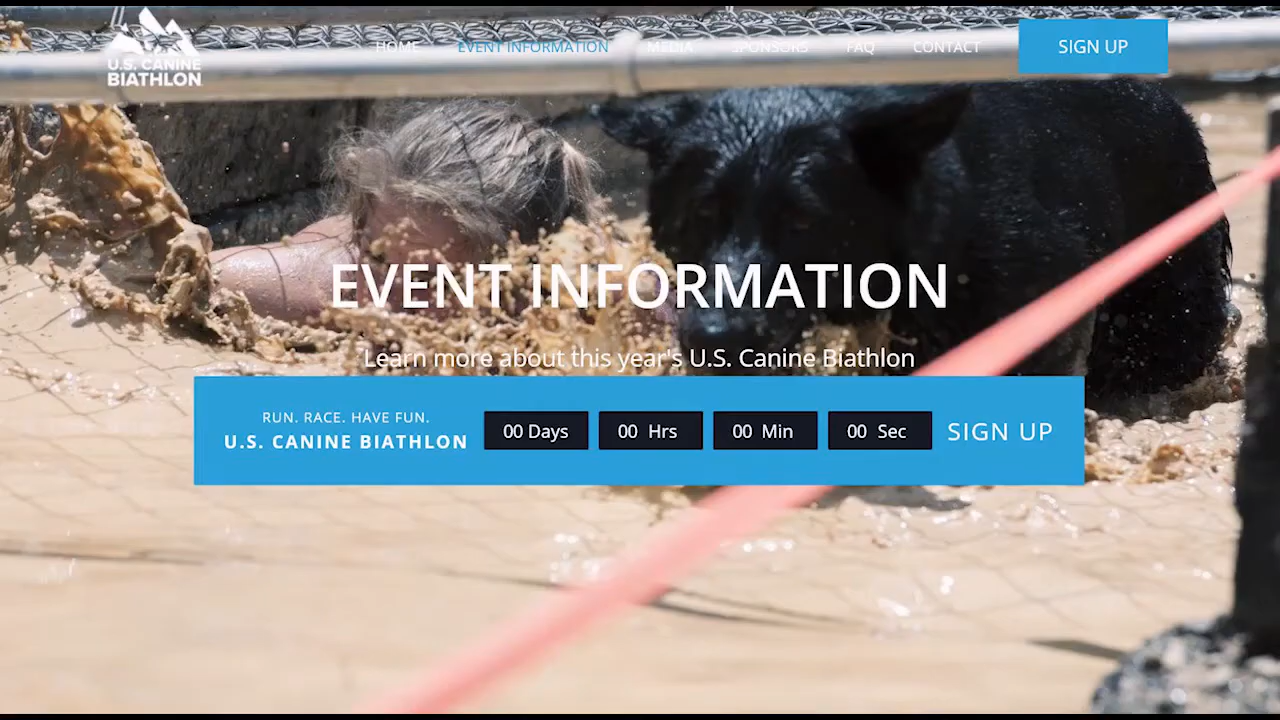 U.S. CANINE
BIATHLON
HOME
EVENT INFORMATION
MEDIA
SPONSORS
FAQ
CONTACT
SIGN UP
EVENT INFORMATION
Learn more about this year's U.S. Canine Biathlon
RUN. RACE. HAVE FUN.
U.S. CANINE BIATHLON
00 Days
00 Hrs
00 Min
00 Sec
SIGN UP